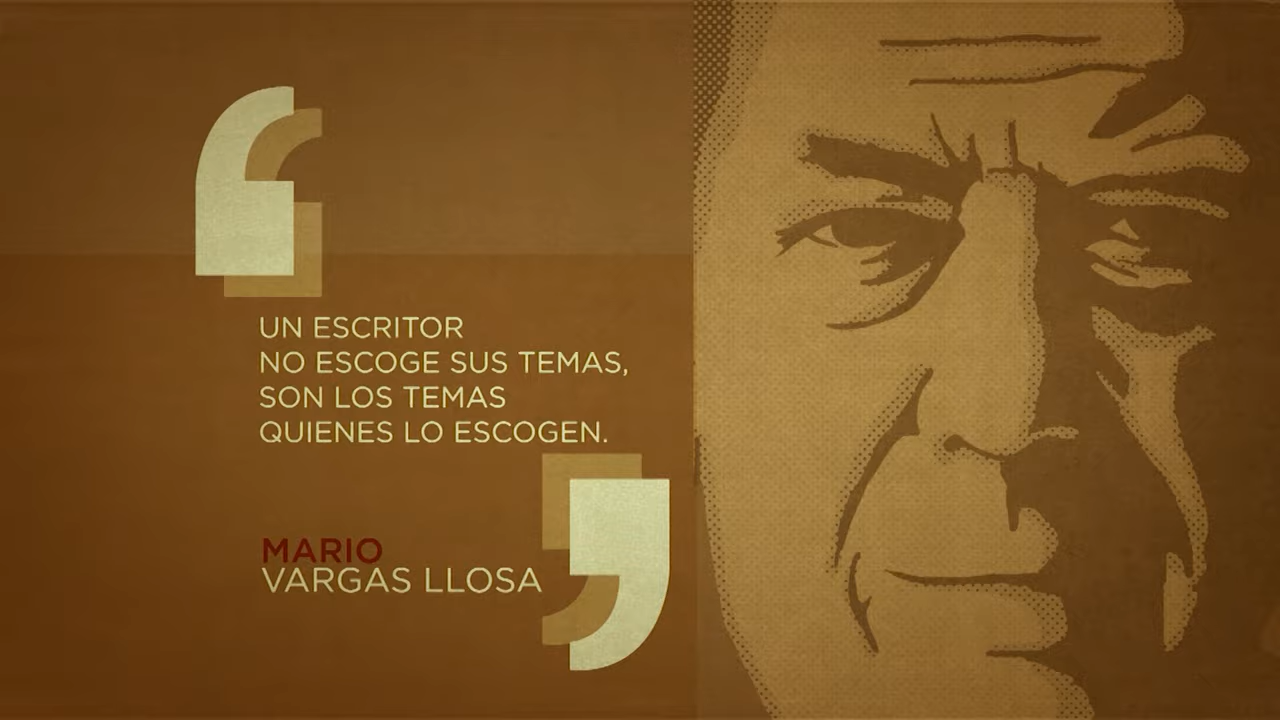 UN ESCRITOR
NO ESCOGE SUS TEMAS,
SON LOS TEMAS
QUIENES LO ESCOGEN.
MARIO
VARGAS LLOSA